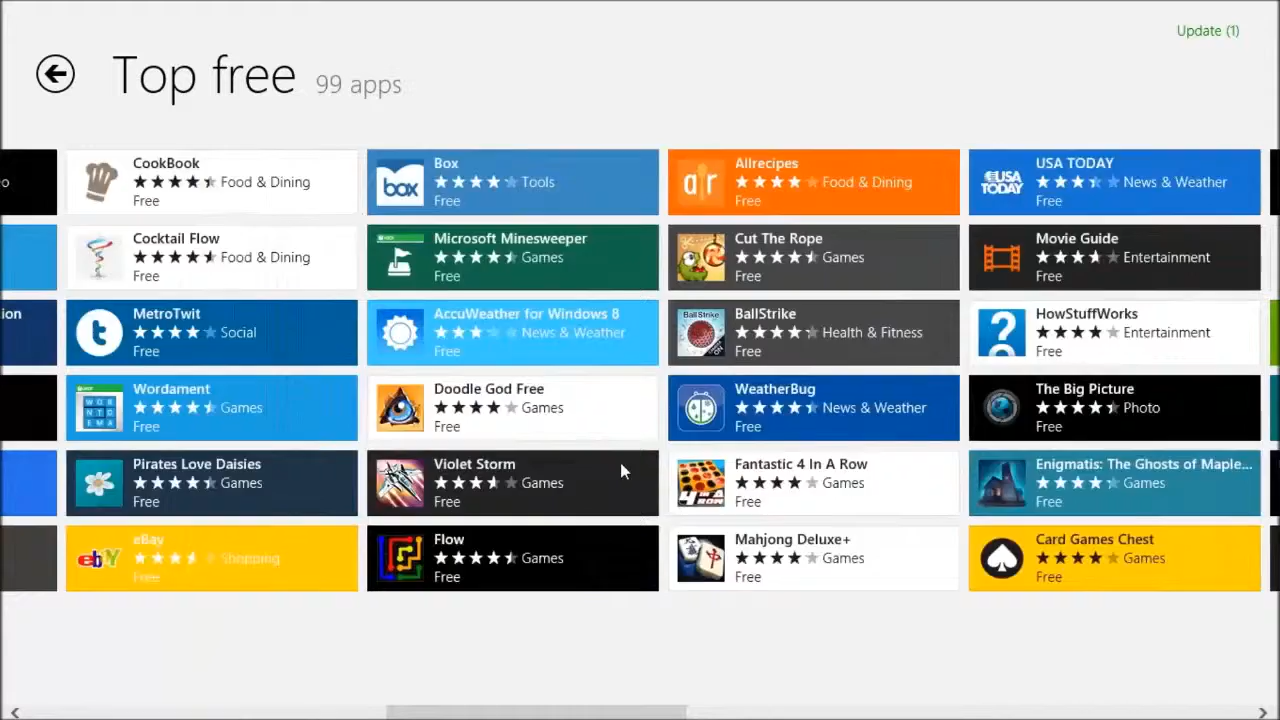 Update (1)
Top free 99 apps
o
ion
CookBook
Food & Dining
Free
Cocktail Flow
Food & Dining
Free
MetroTwit
Social
Free
Wordament
Games
Free
Pirates Love Daisies
Games
Free
ebY
eBay
Shopping
Free
box
Box
Tools
Free
Microsoft Minesweeper
Games
Free
AccuWeather for Windows 8
News & Weather
Free
Doodle God Free
Games
Free
Violet Storm
Games
Free
Flow
Games
Free
ar
Allrecipes
Food & Dining
Free
Cut The Rope
Games
Free
Ball Strike
BallStrike
Health & Fitness
Free
WeatherBug
News & Weather
Free
4 IN A ROW
Fantastic 4 In A Row
Games
Free
Mahjong Deluxe+
Games
Free
USA
TODAY
USA TODAY
News & Weather
Free
Movie Guide
Entertainment
Free
?
HowStuffWorks
Entertainment
Free
The Big Picture
Photo
Free
Enigmatis: The Ghosts of Maple...
Games
Free
Card Games Chest
Games
Free